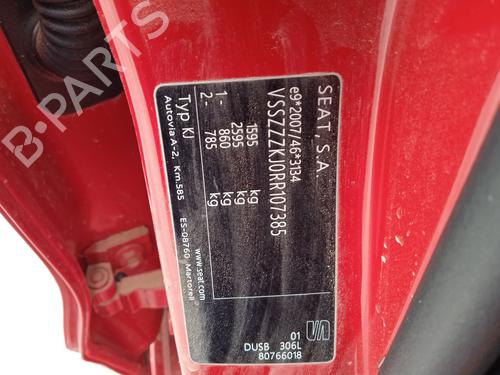 SEAT, S.A.
e9*2007/46*3134
VSSZZZKJ0RR107385
1595 kg
2595 kg
1- 860 kg
2- 785 kg
Typ KJ
Autovia A-2, Km.585 ES-08760 Martorell
www.seat.com
01
DUSB 306L
80766018
B-PARTS